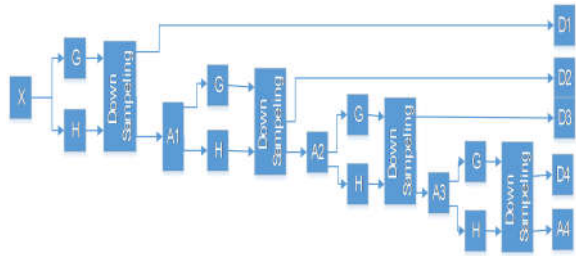 X
G
H
Down
Sampeling
A1
G
H
Down
Sampeling
A2
G
H
Down
Sampeling
A3
G
H
Down
Sampeling
D1
D2
D3
D4
A4